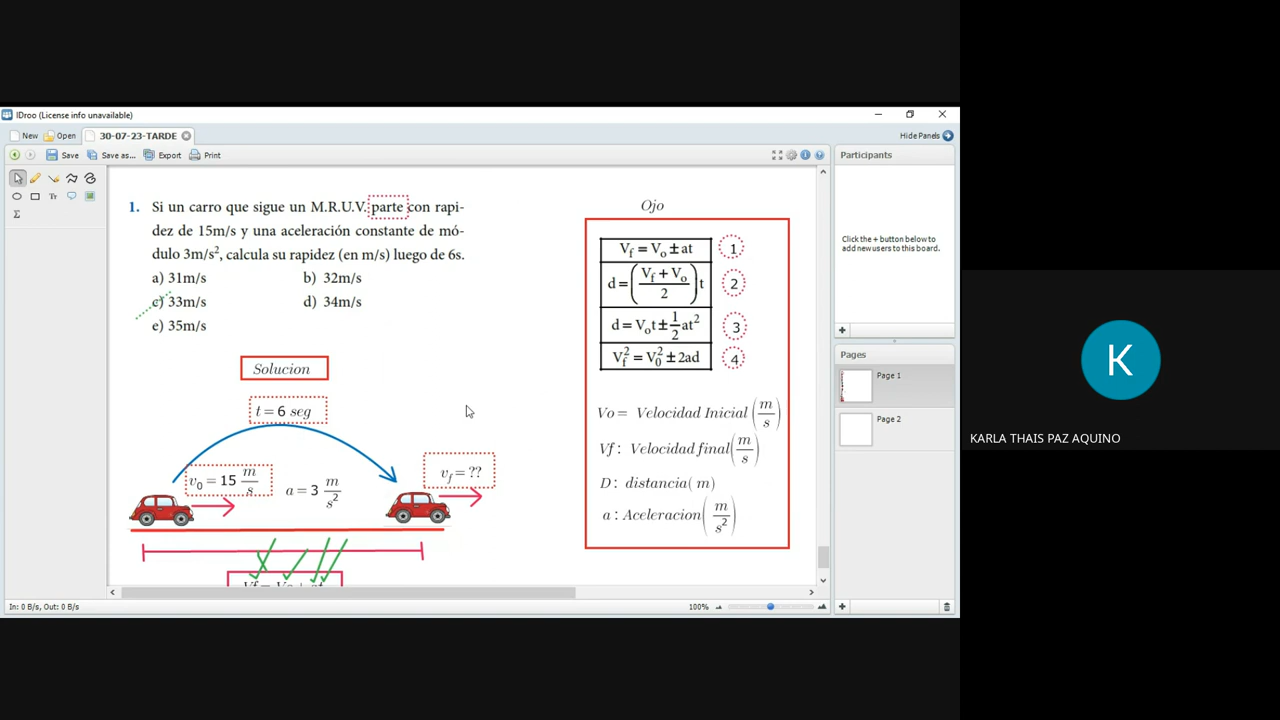 IDroo (License info unavailable)
New Open 30-07-23-TARDE Hide Panels
Save Save as... Export Print
Participants
Click the + button below to
add new users to this board.
Pages
Page 1
Page 2
1. Si un carro que sigue un M.R.U.V. parte con rapi-
dez de 15m/s y una aceleración constante de mó-
dulo 3m/s², calcula su rapidez (en m/s) luego de 6s.
a) 31m/s b) 32m/s
c) 33m/s d) 34m/s
e) 35m/s
Solucion
t = 6 seg
v₀ = 15 m/s
a = 3 m/s²
v_f = ??
Vf = Vo + at
Ojo
V_f = V_o ± at 1
d = ((V_f + V_o)/2) t 2
d = V_o t ± 1/2 at² 3
V_f² = V_0² ± 2ad 4
Vo = Velocidad Inicial (m/s)
Vf : Velocidad final (m/s)
D : distancia( m)
a : Aceleracion (m/s²)
In: 0 B/s, Out: 0 B/s 100%
K
KARLA THAIS PAZ AQUINO